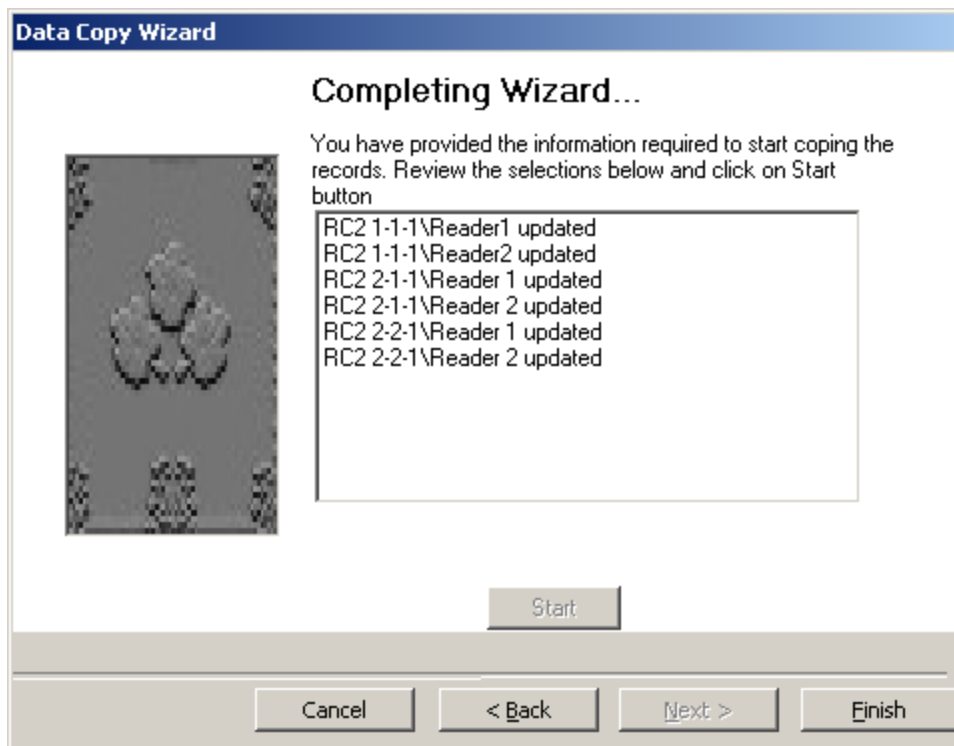 Data Copy Wizard
Completing Wizard...
You have provided the information required to start coping the
records. Review the selections below and click on Start
button
RC2 1-1-1\Reader1 updated
RC2 1-1-1\Reader2 updated
RC2 2-1-1\Reader 1 updated
RC2 2-1-1\Reader 2 updated
RC2 2-2-1\Reader 1 updated
RC2 2-2-1\Reader 2 updated
Start
Cancel
< Back
Next >
Finish